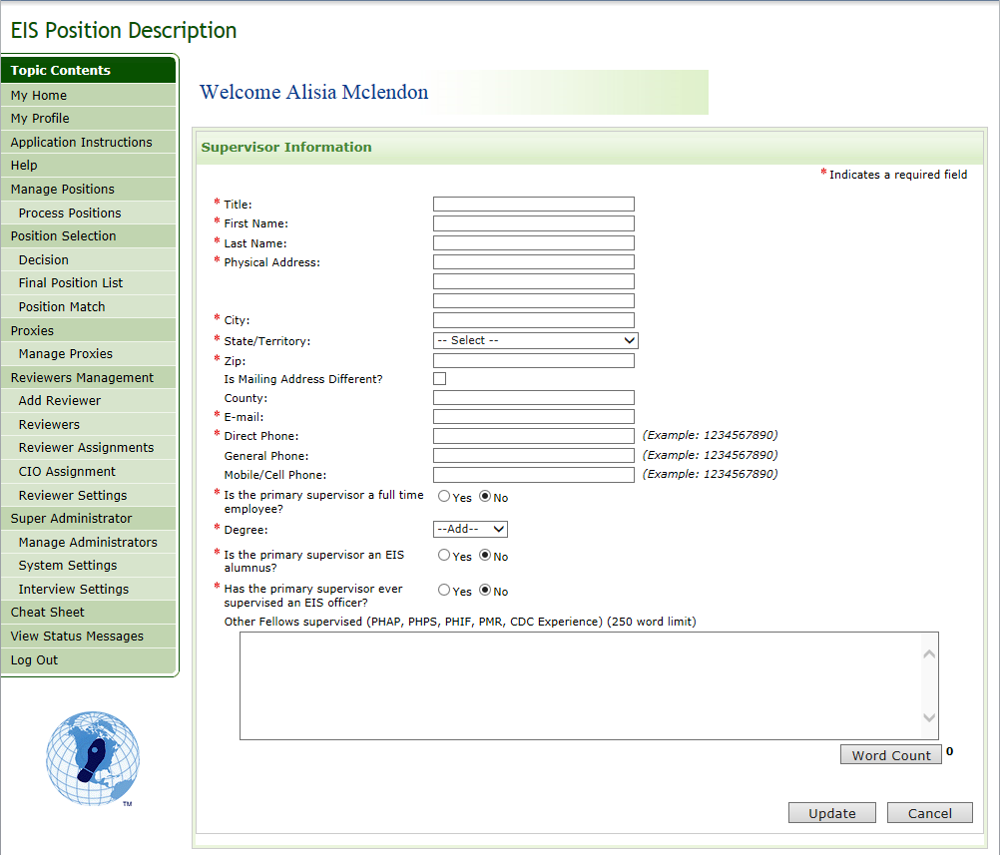 EIS Position Description
Topic Contents
My Home
My Profile
Application Instructions
Help
Manage Positions
Process Positions
Position Selection
Decision
Final Position List
Position Match
Proxies
Manage Proxies
Reviewers Management
Add Reviewer
Reviewers
Reviewer Assignments
CIO Assignment
Reviewer Settings
Super Administrator
Manage Administrators
System Settings
Interview Settings
Cheat Sheet
View Status Messages
Log Out
TM
Welcome Alisia Mclendon
Supervisor Information
* Indicates a required field
* Title:
* First Name:
* Last Name:
* Physical Address:
* City:
* State/Territory: -- Select --
* Zip:
Is Mailing Address Different?
County:
* E-mail:
* Direct Phone: (Example: 1234567890)
General Phone: (Example: 1234567890)
Mobile/Cell Phone: (Example: 1234567890)
* Is the primary supervisor a full time
employee? Yes No
* Degree: --Add--
* Is the primary supervisor an EIS
alumnus? Yes No
* Has the primary supervisor ever
supervised an EIS officer? Yes No
Other Fellows supervised (PHAP, PHPS, PHIF, PMR, CDC Experience) (250 word limit)
Word Count 0
Update Cancel